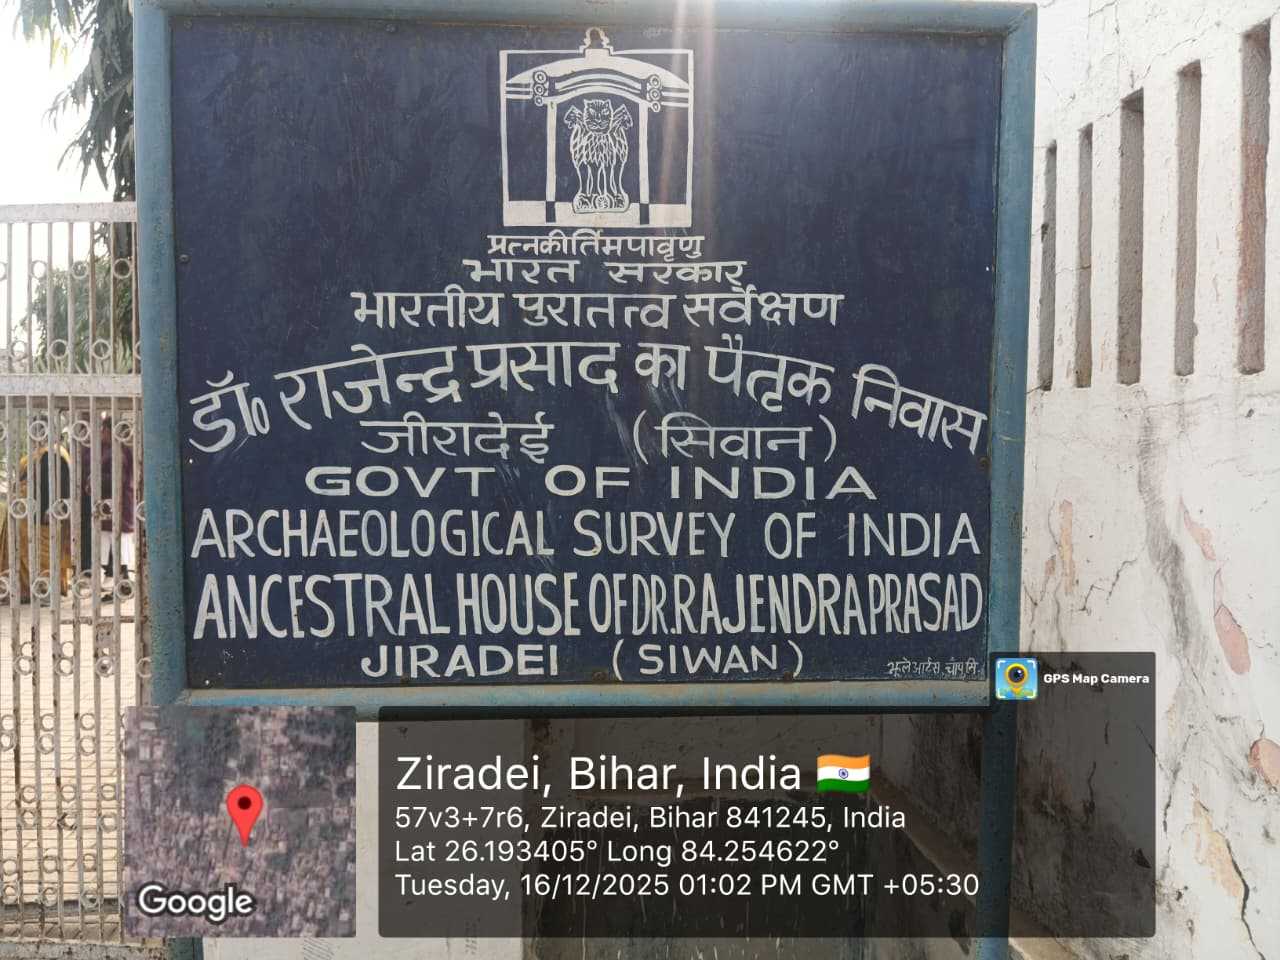 प्रत्नकीर्तिमपावृणु
भारत सरकार
भारतीय पुरातत्त्व सर्वेक्षण
डॉ० राजेन्द्र प्रसाद का पैतृक निवास
जीरादेई (सिवान)
GOVT OF INDIA
ARCHAEOLOGICAL SURVEY OF INDIA
ANCESTRAL HOUSE OF DR. RAJENDRA PRASAD
JIRADEI (SIWAN)
आर्टस,
GPS Map Camera
Ziradei, Bihar, India
57v3+7r6, Ziradei, Bihar 841245, India
Lat 26.193405° Long 84.254622°
Tuesday, 16/12/2025 01:02 PM GMT +05:30
Google